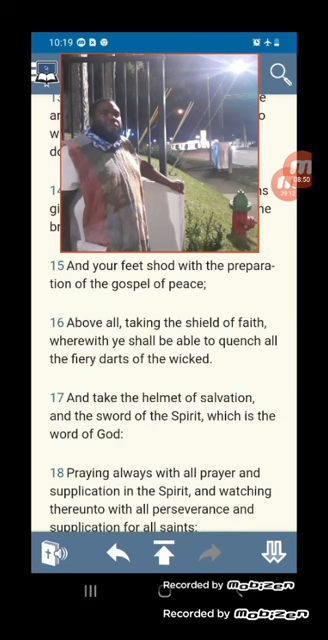 10:19
08:50
15 And your feet shod with the prepara-
tion of the gospel of peace;
16 Above all, taking the shield of faith,
wherewith ye shall be able to quench all
the fiery darts of the wicked.
17 And take the helmet of salvation,
and the sword of the Spirit, which is the
word of God:
18 Praying always with all prayer and
supplication in the Spirit, and watching
thereunto with all perseverance and
supplication for all saints;
Recorded by mobizen
Recorded by mobizen